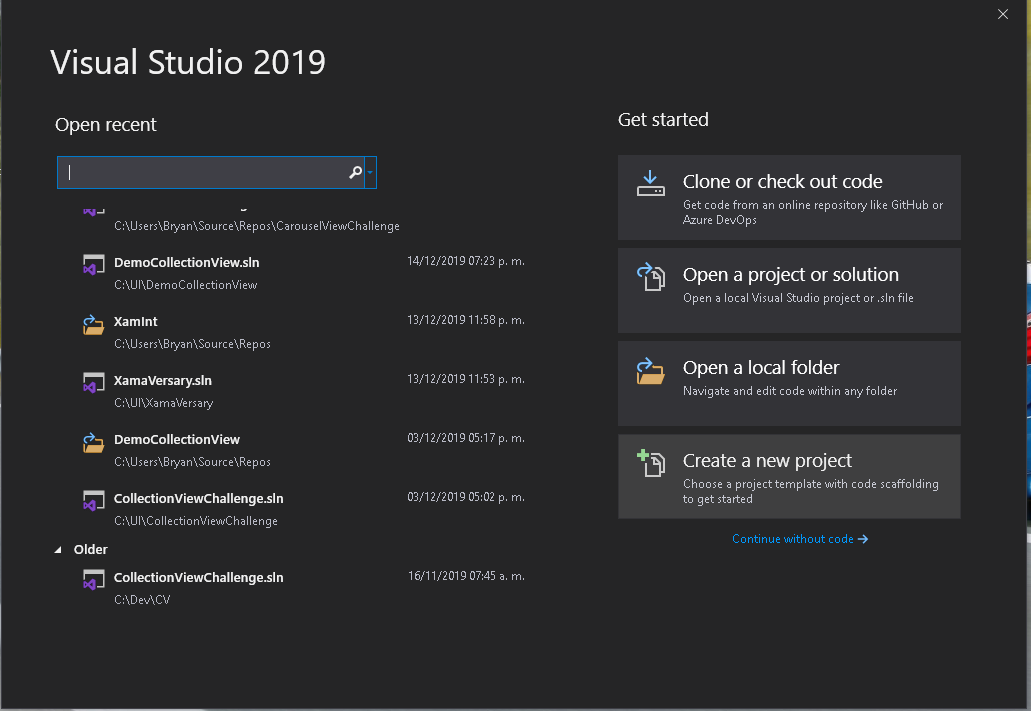 Visual Studio 2019
Open recent
C:\Users\Bryan\Source\Repos\CarouselViewChallenge
DemoCollectionView.sln 14/12/2019 07:23 p. m.
C:\UI\DemoCollectionView
XamInt 13/12/2019 11:58 p. m.
C:\Users\Bryan\Source\Repos
XamaVersary.sln 13/12/2019 11:53 p. m.
C:\UI\XamaVersary
DemoCollectionView 03/12/2019 05:17 p. m.
C:\Users\Bryan\Source\Repos
CollectionViewChallenge.sln 03/12/2019 05:02 p. m.
C:\UI\CollectionViewChallenge
Older
CollectionViewChallenge.sln 16/11/2019 07:45 a. m.
C:\Dev\CV
Get started
Clone or check out code
Get code from an online repository like GitHub or
Azure DevOps
Open a project or solution
Open a local Visual Studio project or .sln file
Open a local folder
Navigate and edit code within any folder
Create a new project
Choose a project template with code scaffolding
to get started
Continue without code